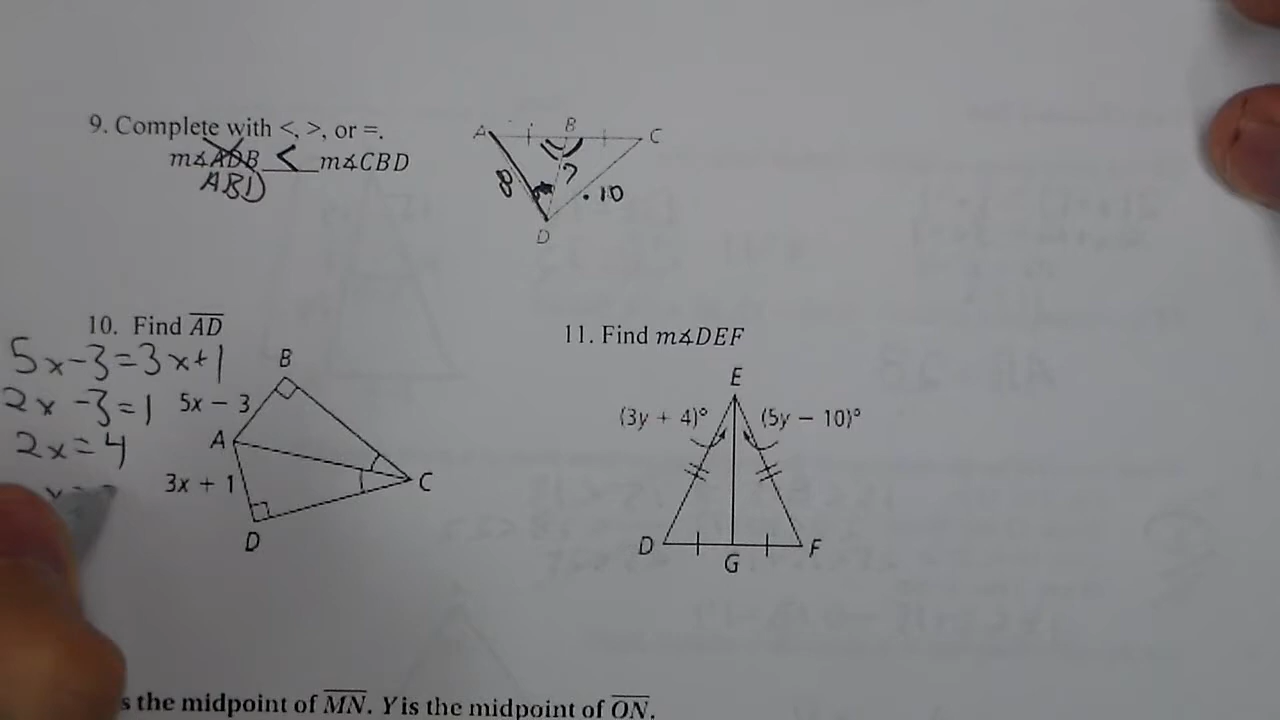 9. Complete with <, >, or =.
m∡ADB < m∡CBD
ABD
A B C
8 7 10
D
10. Find AD
5x-3=3x+1
2x-3=1
2x=4
B
5x − 3
A
3x + 1
C
D
11. Find m∡DEF
E
(3y + 4)° (5y − 10)°
D G F
s the midpoint of MN. Y is the midpoint of ON.